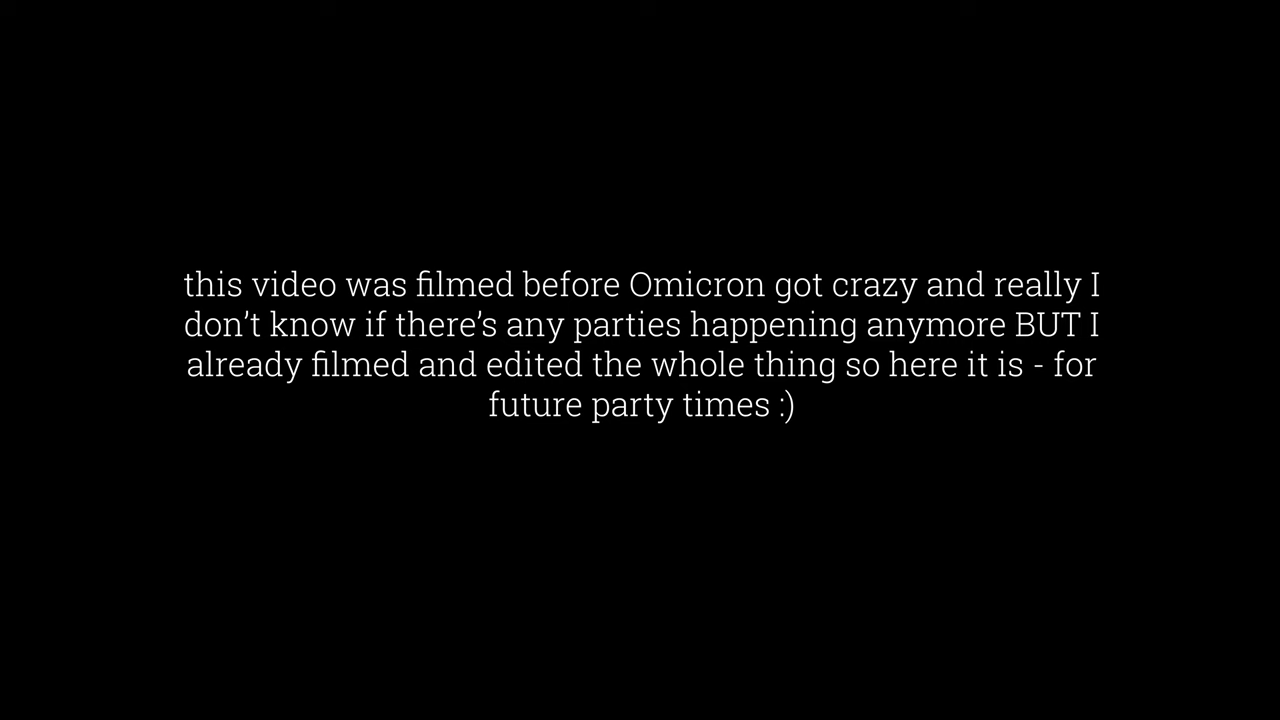 this video was filmed before Omicron got crazy and really I
don’t know if there’s any parties happening anymore BUT I
already filmed and edited the whole thing so here it is - for
future party times :)